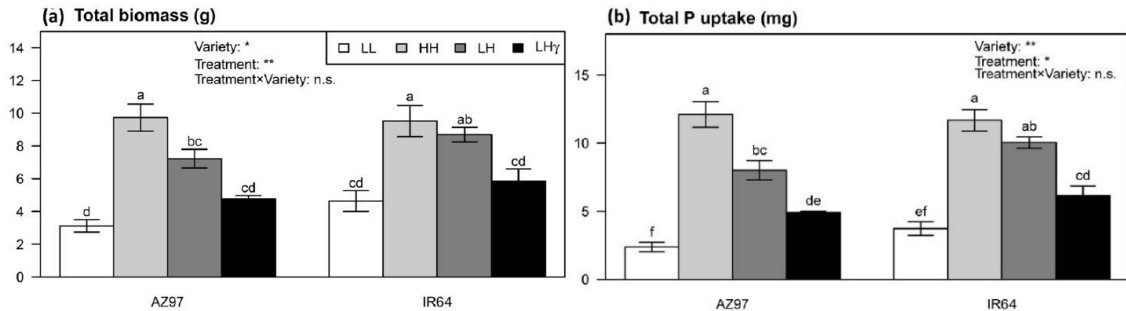 (a) Total biomass (g)
14
12
10
8
6
4
2
0
Variety: *
Treatment: **
Treatment×Variety: n.s.
LL HH LH LHγ
d
a
bc
cd
cd
a
ab
cd
AZ97
IR64
(b) Total P uptake (mg)
15
10
5
0
Variety: **
Treatment: *
Treatment×Variety: n.s.
f
a
bc
de
ef
a
ab
cd
AZ97
IR64